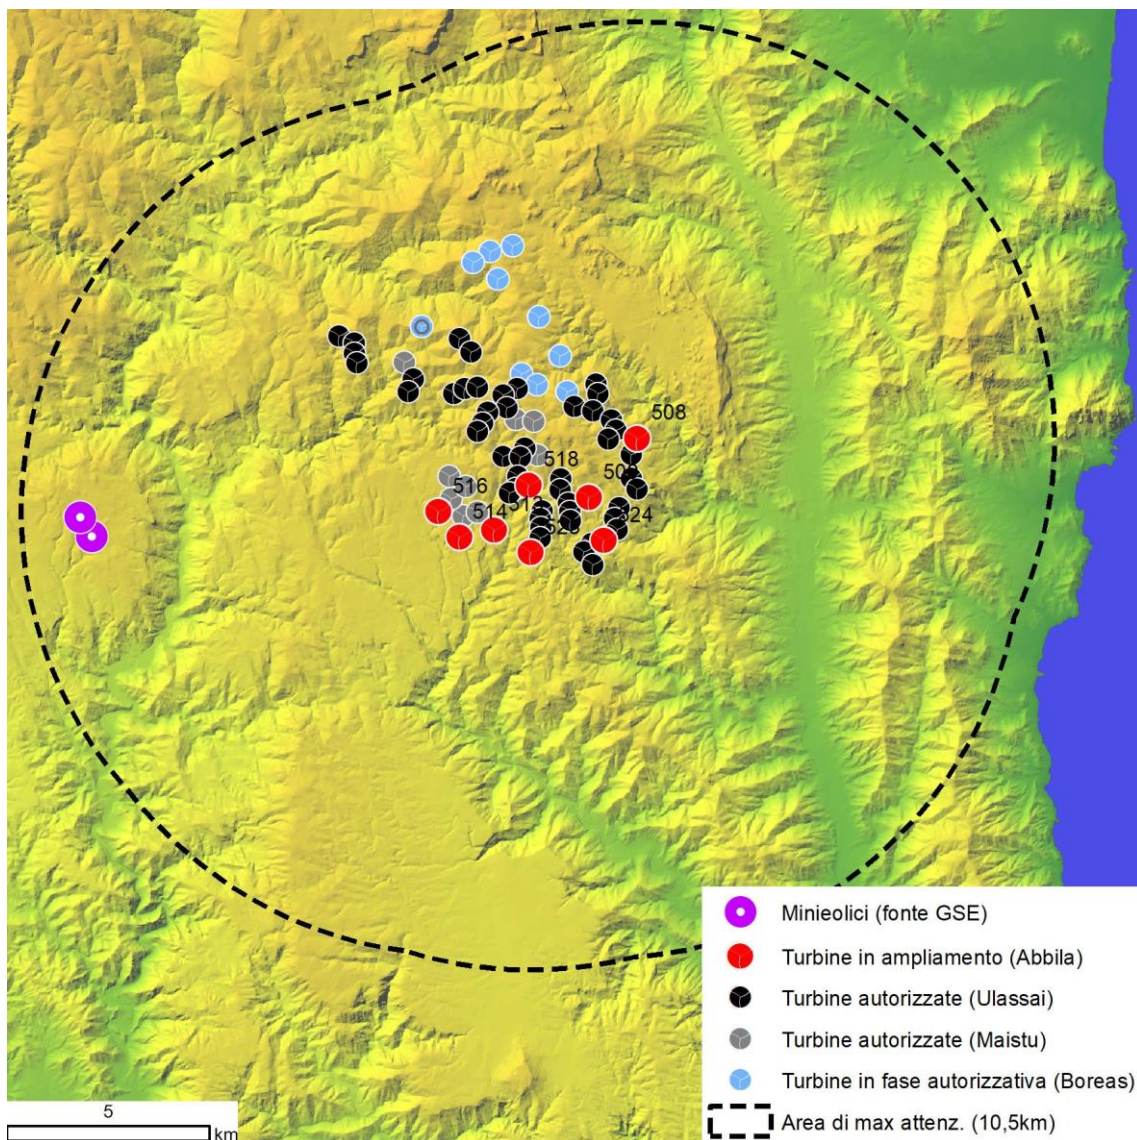 508
518
516
514
Minieolici (fonte GSE)
Turbine in ampliamento (Abbila)
Turbine autorizzate (Ulassai)
Turbine autorizzate (Maistu)
Turbine in fase autorizzativa (Boreas)
5
Area di max attenz. (10,5km)
km